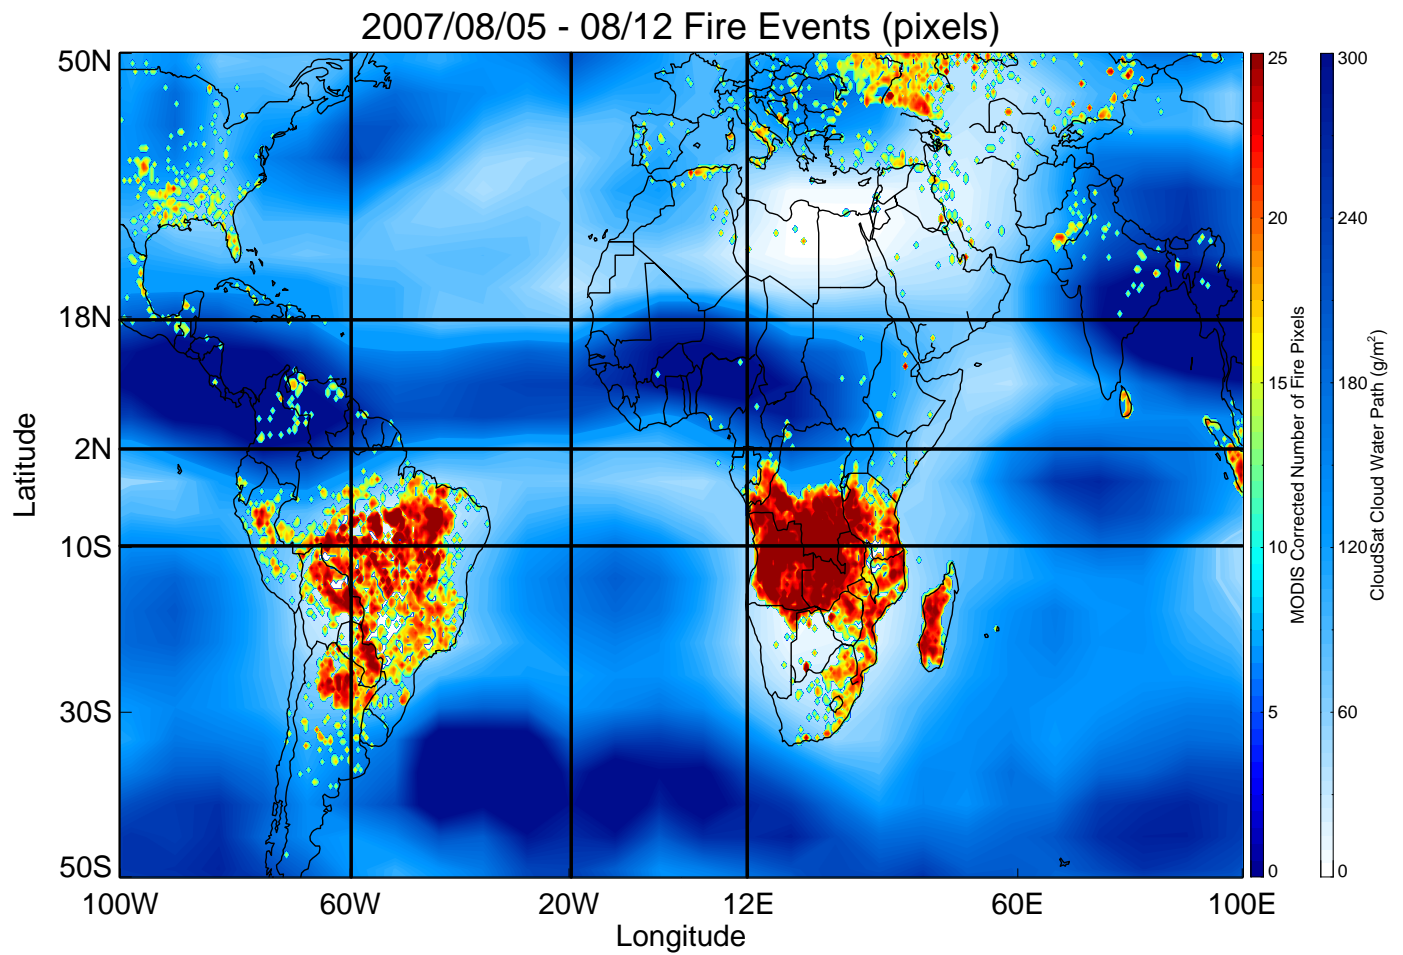 2007/08/05 - 08/12 Fire Events (pixels)
50N
18N
2N
10S
30S
50S
Latitude
100W
60W
20W
12E
60E
100E
Longitude
25
20
15
10
5
0
MODIS Corrected Number of Fire Pixels
300
240
180
120
60
0
CloudSat Cloud Water Path (g/m²)